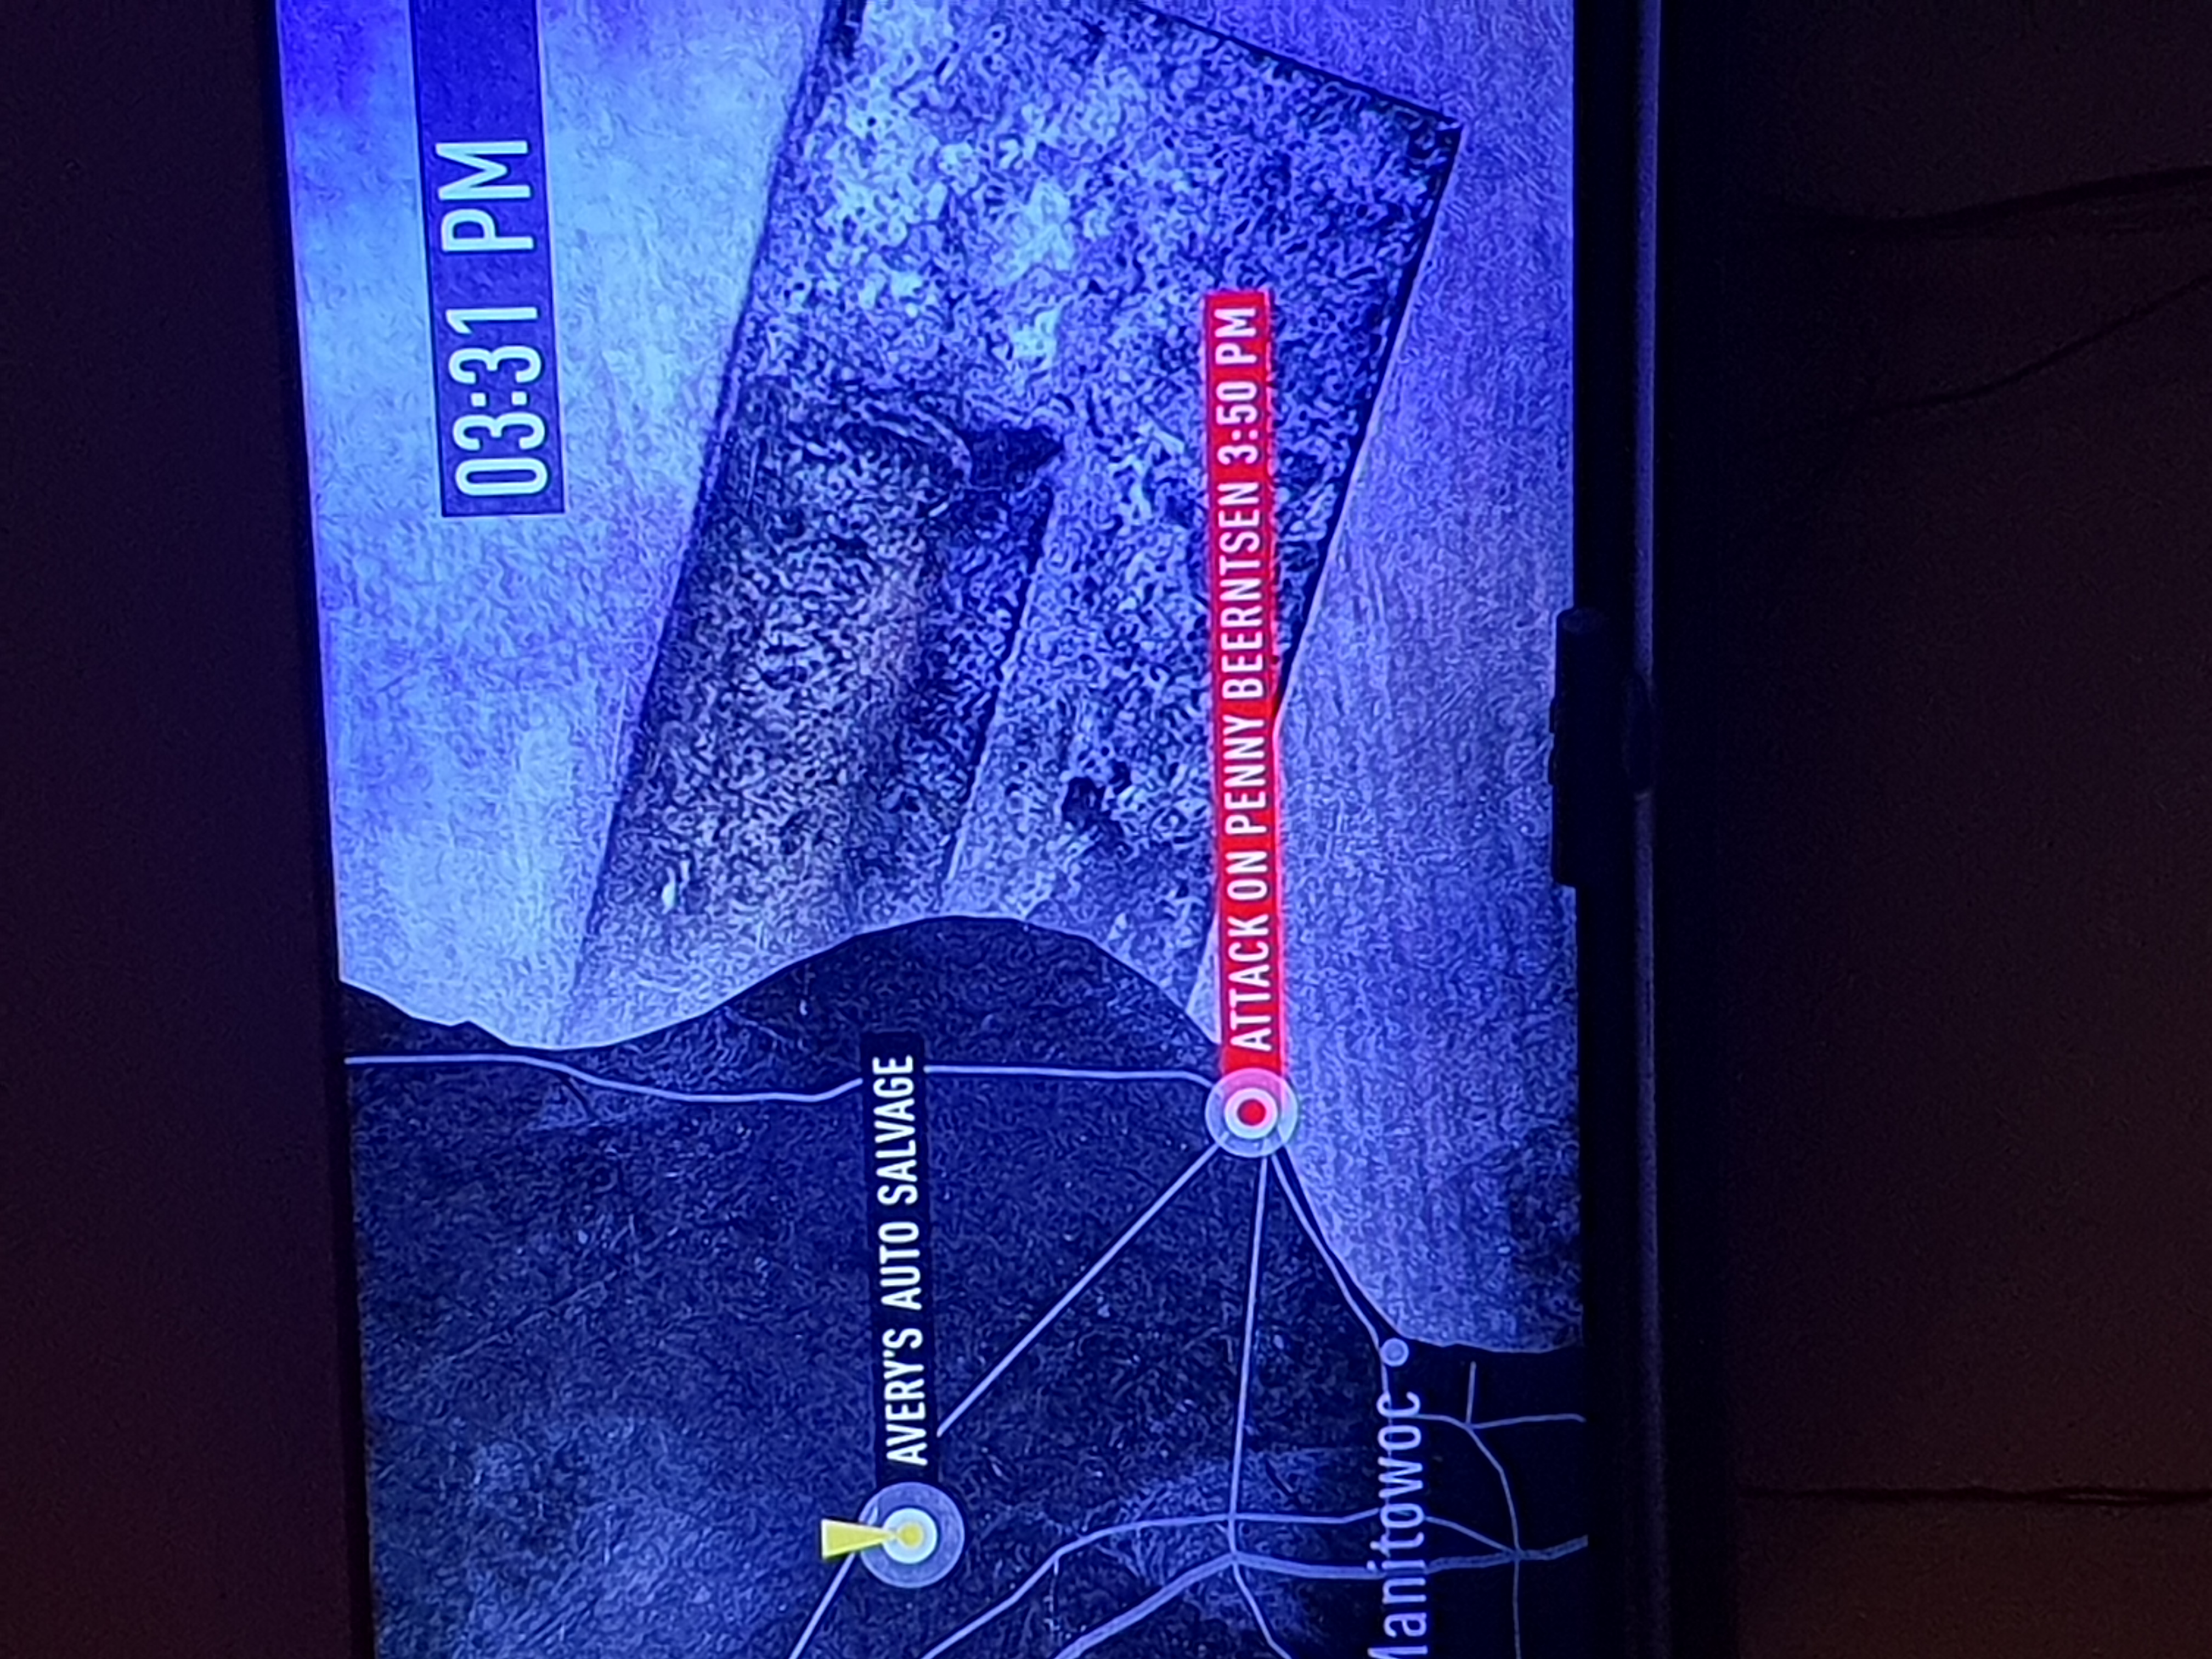 03:31 PM
AVERY'S AUTO SALVAGE
ATTACK ON PENNY BEERNTSEN 3:50 PM
Manitowoc